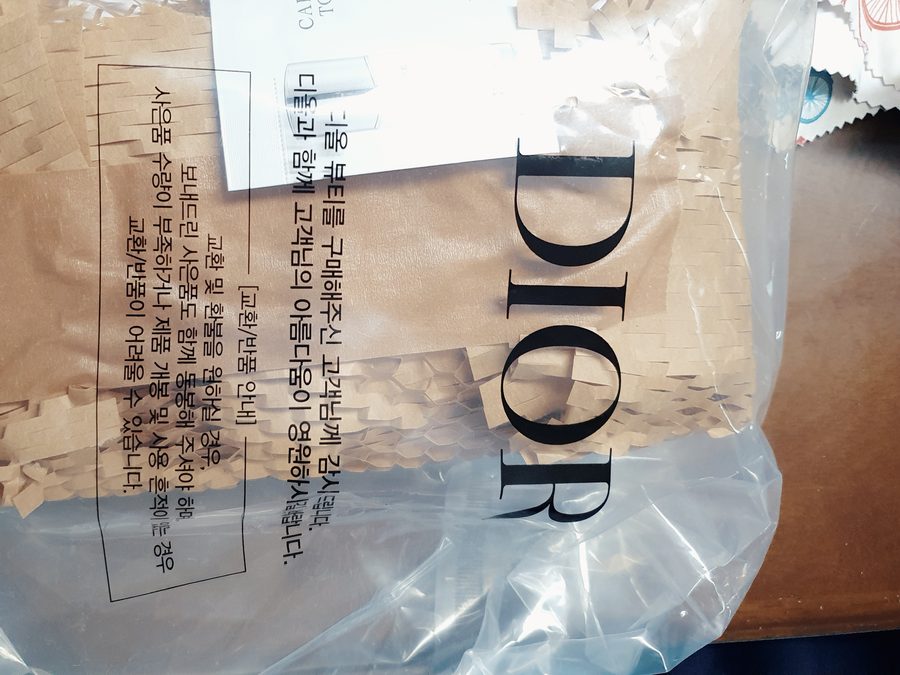 DIOR
디올 뷰티를 구매해주신 고객님께 감사드립니다.
디올과 함께 고객님의 아름다움이 영원하시길 바랍니다.
[교환/반품 안내]
교환 및 환불을 원하실 경우,
보내드린 사은품도 함께 동봉해 주셔야 하며
사은품 수량이 부족하거나 제품 개봉 및 사용 흔적이 있는 경우
교환/반품이 어려울 수 있습니다.